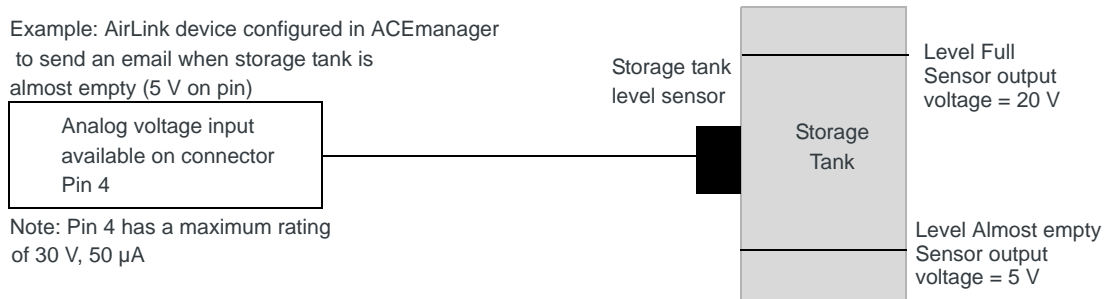 Example: AirLink device configured in ACEmanager
to send an email when storage tank is
almost empty (5 V on pin)
Analog voltage input
available on connector
Pin 4
Note: Pin 4 has a maximum rating
of 30 V, 50 µA
Storage tank
level sensor
Storage
Tank
Level Full
Sensor output
voltage = 20 V
Level Almost empty
Sensor output
voltage = 5 V